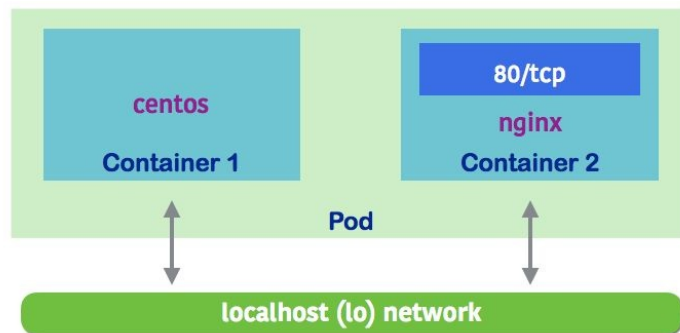 80/tcp
centos
nginx
Container 1
Container 2
Pod
localhost (lo) network